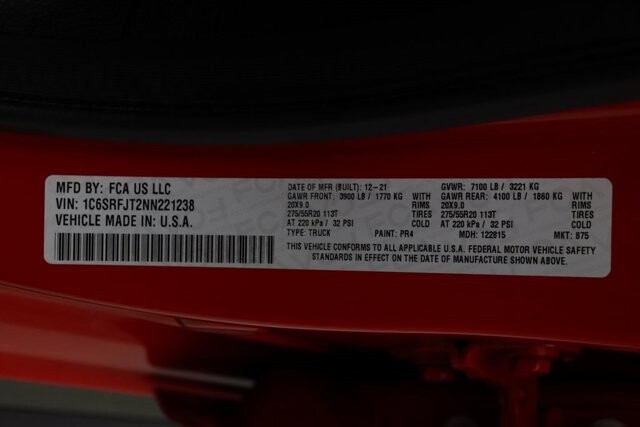 MFD BY: FCA US LLC
VIN: 1C6SRFJT2NN221238
VEHICLE MADE IN: U.S.A.
DATE OF MFR (BUILT): 12-21 GVWR: 7100 LB / 3221 KG
GAWR FRONT: 3900 LB / 1770 KG WITH GAWR REAR: 4100 LB / 1860 KG WITH
20X9.0 RIMS 20X9.0 RIMS
275/55R20 113T TIRES 275/55R20 113T TIRES
AT 220 kPa / 32 PSI COLD AT 220 kPa / 32 PSI COLD
TYPE: TRUCK PAINT: PR4 MDH: 122815 MKT: 875
THIS VEHICLE CONFORMS TO ALL APPLICABLE U.S.A. FEDERAL MOTOR VEHICLE SAFETY
STANDARDS IN EFFECT ON THE DATE OF MANUFACTURE SHOWN ABOVE.